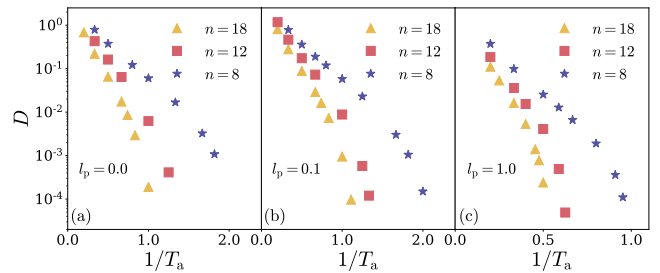 10^0
10^{-1}
10^{-2}
10^{-3}
10^{-4}
D
n = 18
n = 12
n = 8
l_p = 0.0
(a)
0.0 1.0 2.0
1/T_a
n = 18
n = 12
n = 8
l_p = 0.1
(b)
0.0 1.0 2.0
1/T_a
n = 18
n = 12
n = 8
l_p = 1.0
(c)
0.0 0.5 1.0
1/T_a